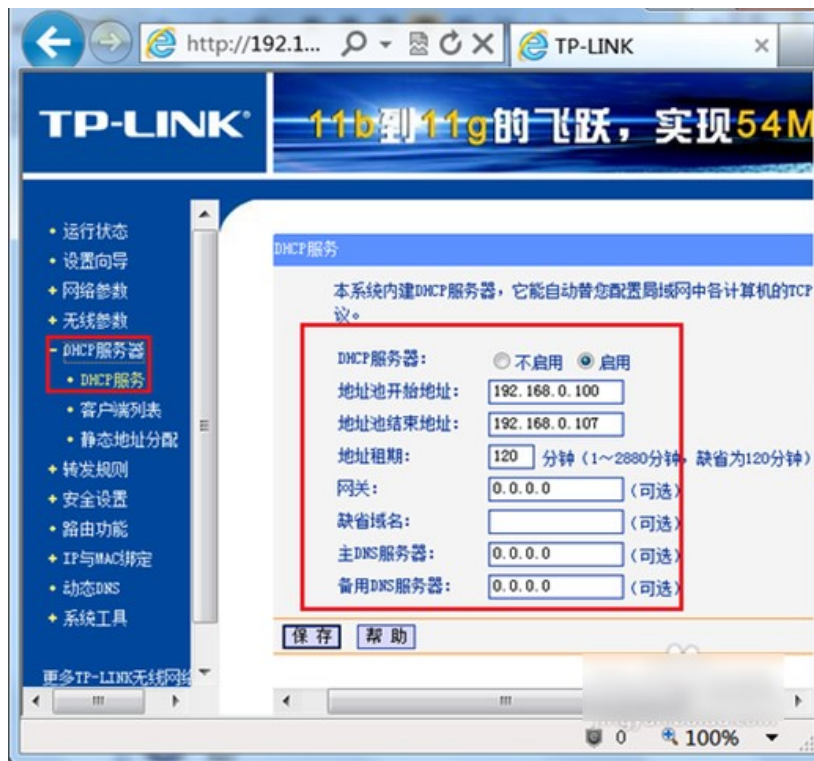 http://192.1...
TP-LINK
TP-LINK®
11b到11g的飞跃，实现54M
运行状态
设置向导
网络参数
无线参数
DHCP服务器
DHCP服务
客户端列表
静态地址分配
转发规则
安全设置
路由功能
IP与MAC绑定
动态DNS
系统工具
更多TP-LINK无线网络
DHCP服务
本系统内建DHCP服务器，它能自动替您配置局域网中各计算机的TCP
议。
DHCP服务器： 不启用 启用
地址池开始地址： 192.168.0.100
地址池结束地址： 192.168.0.107
地址租期： 120 分钟（1～2880分钟，缺省为120分钟）
网关： 0.0.0.0 （可选）
缺省域名： （可选）
主DNS服务器： 0.0.0.0 （可选）
备用DNS服务器： 0.0.0.0 （可选）
保 存 帮 助
0 100%